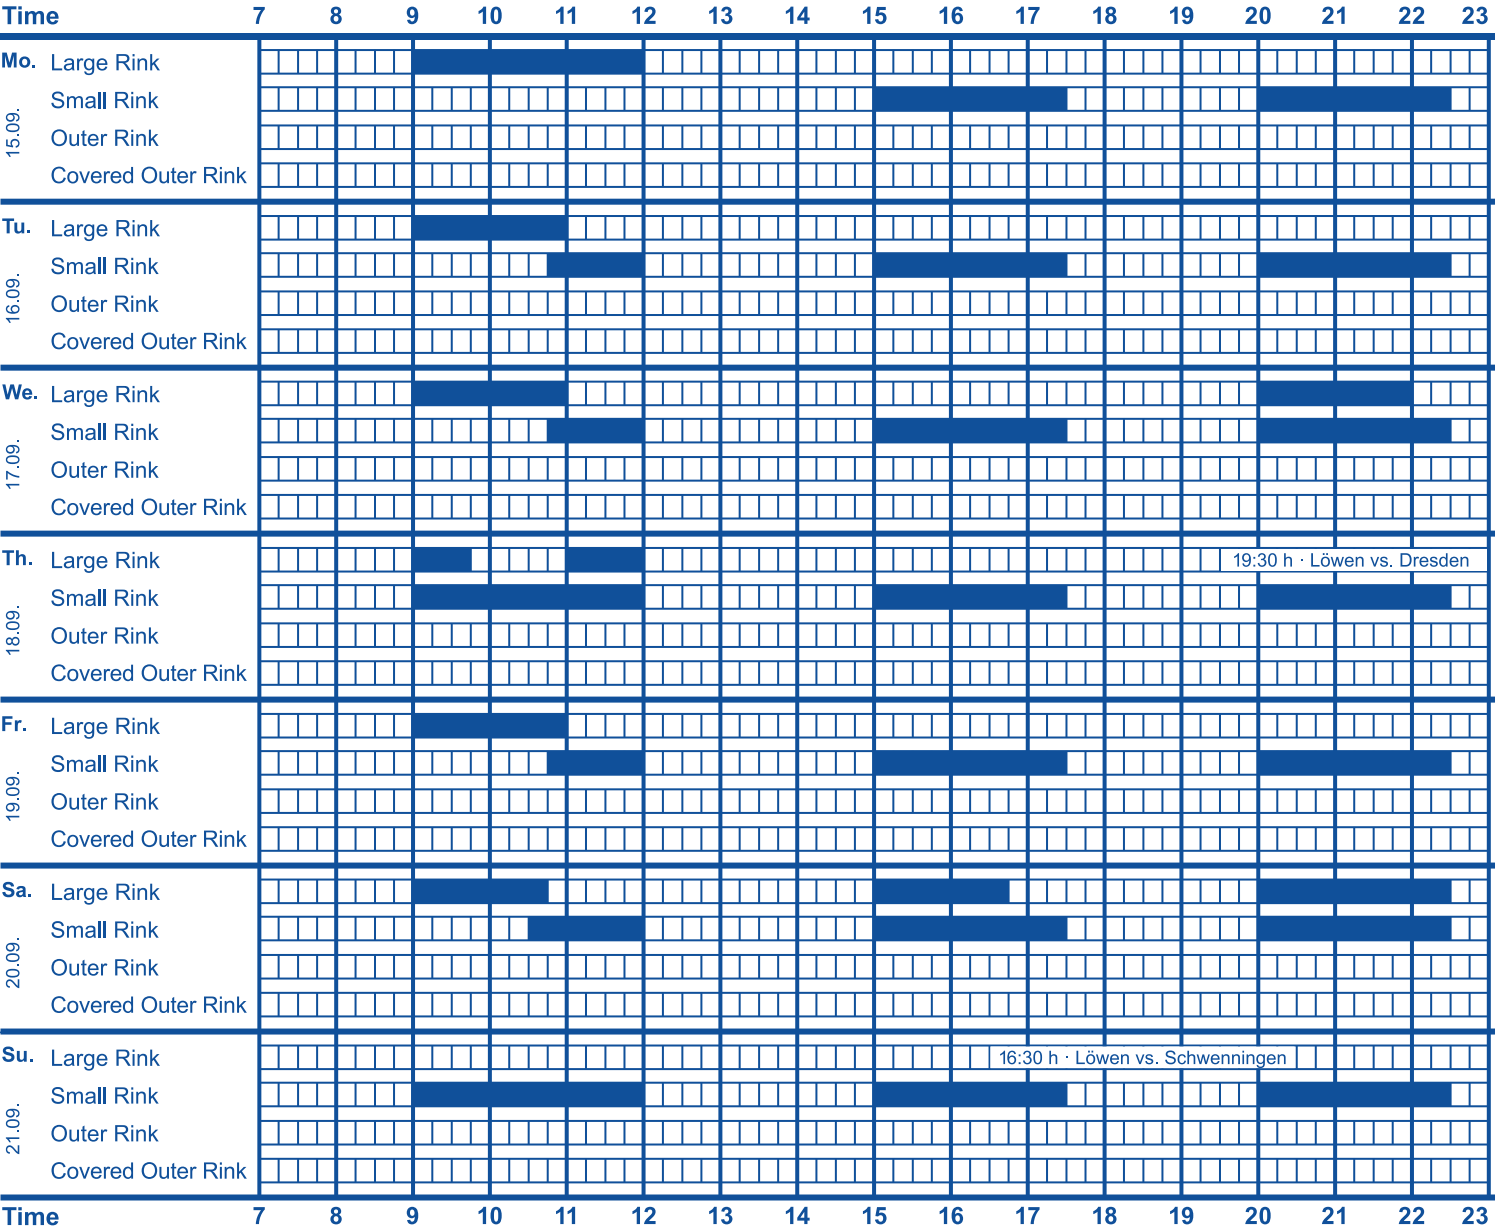 Time 7 8 9 10 11 12 13 14 15 16 17 18 19 20 21 22 23
Mo. Large Rink
Small Rink
15.09.
Outer Rink
Covered Outer Rink
Tu. Large Rink
Small Rink
16.09.
Outer Rink
Covered Outer Rink
We. Large Rink
Small Rink
17.09.
Outer Rink
Covered Outer Rink
Th. Large Rink 19:30 h · Löwen vs. Dresden
Small Rink
18.09.
Outer Rink
Covered Outer Rink
Fr. Large Rink
Small Rink
19.09.
Outer Rink
Covered Outer Rink
Sa. Large Rink
Small Rink
20.09.
Outer Rink
Covered Outer Rink
Su. Large Rink 16:30 h · Löwen vs. Schwenningen
Small Rink
21.09.
Outer Rink
Covered Outer Rink
Time 7 8 9 10 11 12 13 14 15 16 17 18 19 20 21 22 23